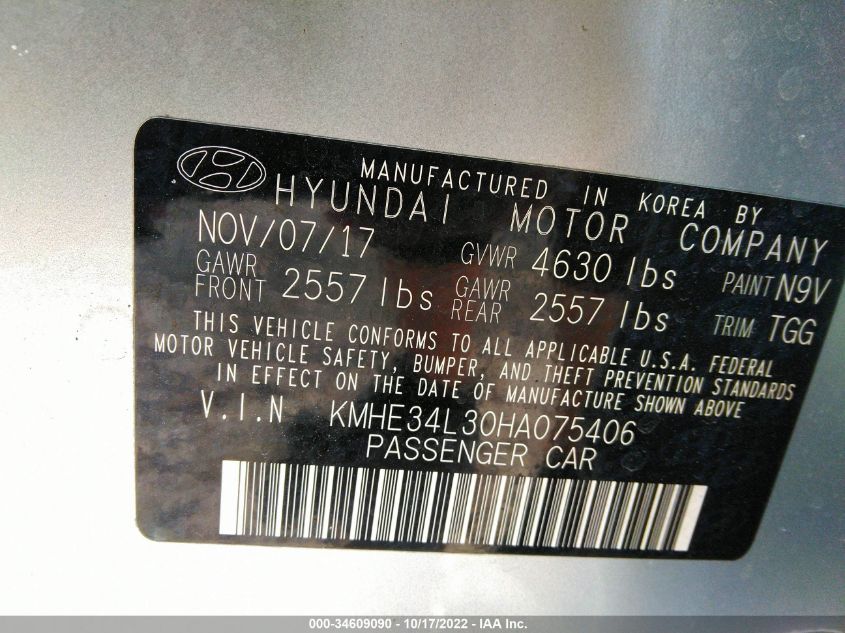 MANUFACTURED IN KOREA BY
HYUNDAI MOTOR COMPANY
NOV/07/17 GVWR 4630 lbs PAINT N9V
GAWR FRONT 2557 lbs GAWR REAR 2557 lbs TRIM TGG
THIS VEHICLE CONFORMS TO ALL APPLICABLE U.S.A. FEDERAL
MOTOR VEHICLE SAFETY, BUMPER, AND THEFT PREVENTION STANDARDS
IN EFFECT ON THE DATE OF MANUFACTURE SHOWN ABOVE
V.I.N KMHE34L30HA075406
PASSENGER CAR
000-34609090 - 10/17/2022 - IAA Inc.